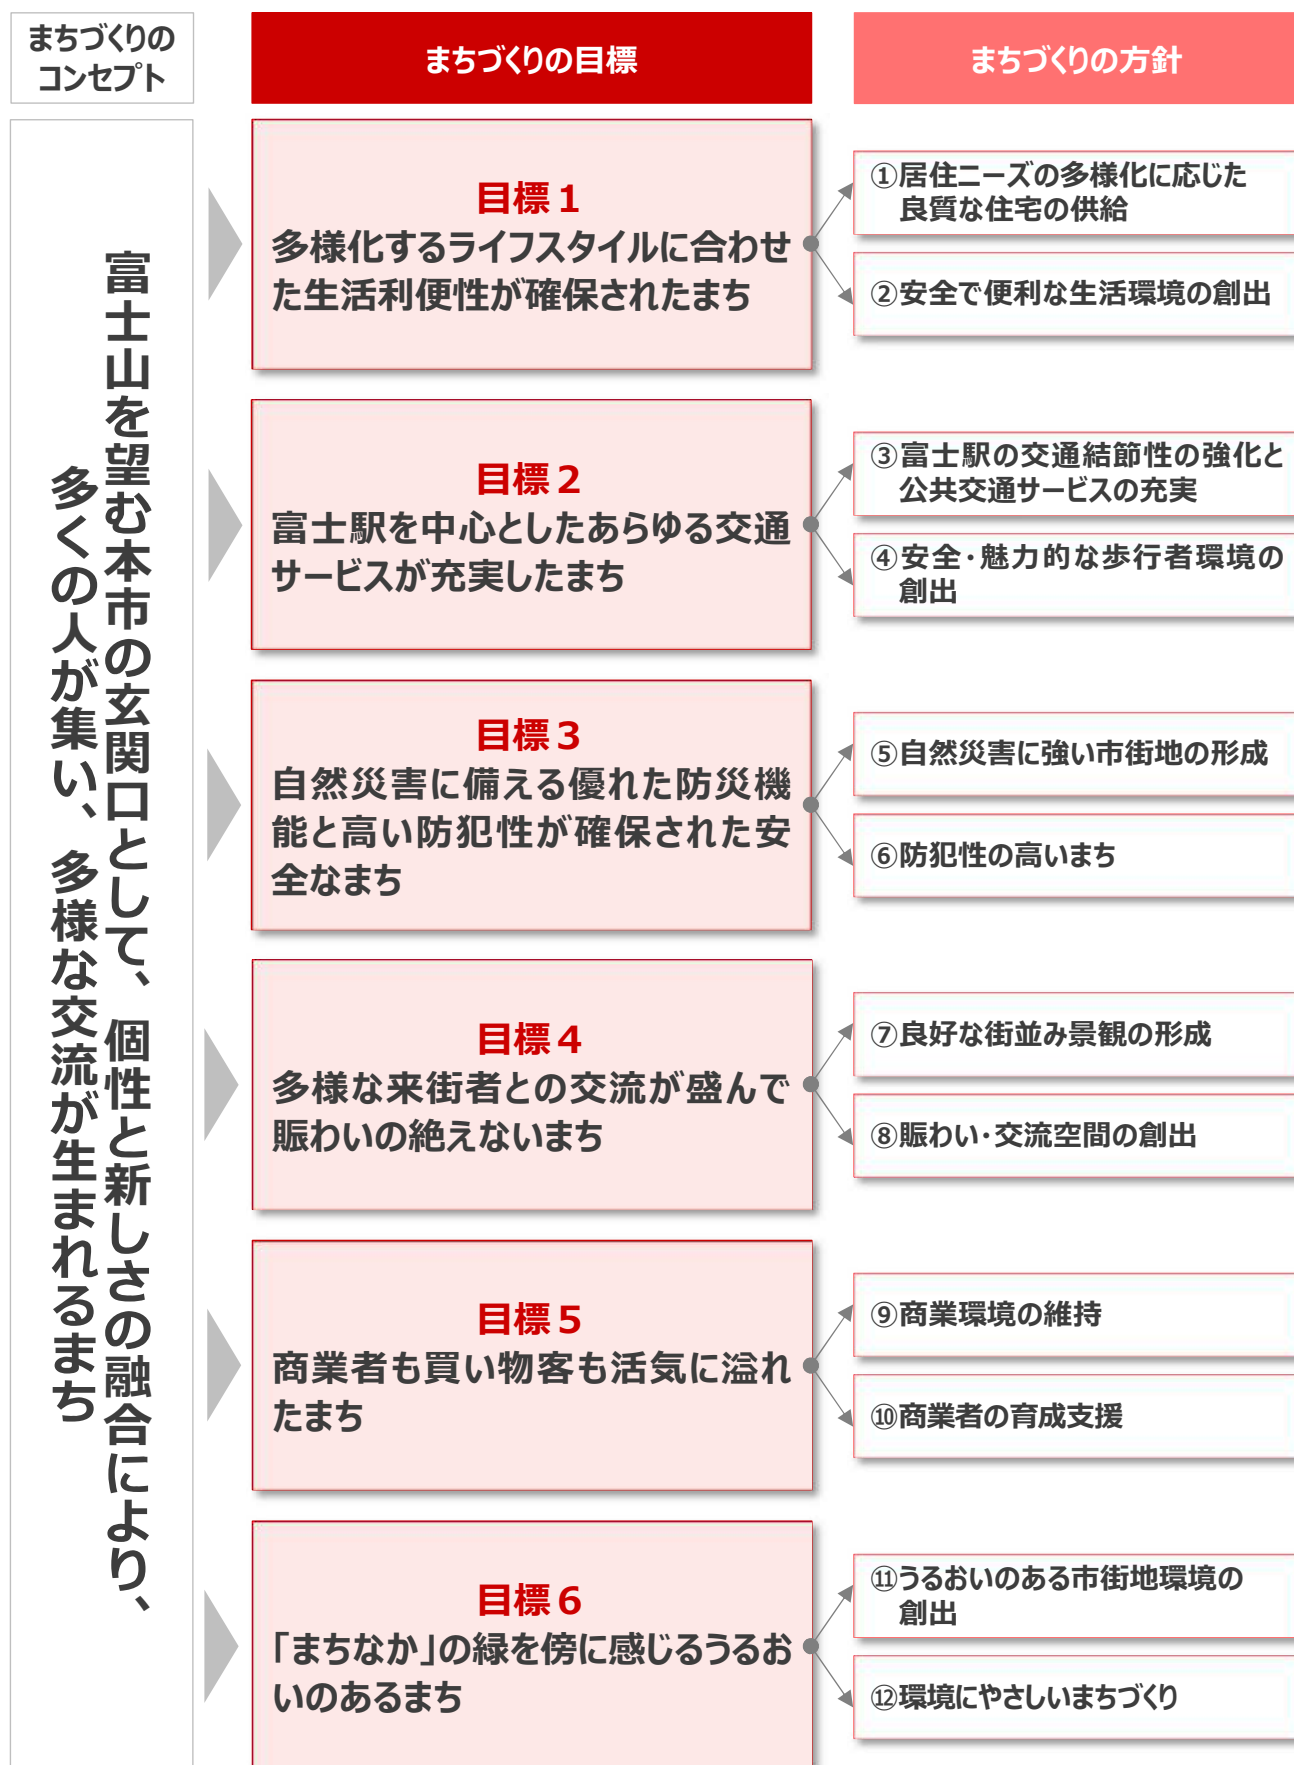 まちづくりの
コンセプト
まちづくりの目標
まちづくりの方針
富士山を望む本市の玄関口として、個性と新しさの融合により、
多くの人が集い、多様な交流が生まれるまち
目標１
多様化するライフスタイルに合わせ
た生活利便性が確保されたまち
①居住ニーズの多様化に応じた
良質な住宅の供給
②安全で便利な生活環境の創出
目標２
富士駅を中心としたあらゆる交通
サービスが充実したまち
③富士駅の交通結節性の強化と
公共交通サービスの充実
④安全・魅力的な歩行者環境の
創出
目標３
自然災害に備える優れた防災機
能と高い防犯性が確保された安
全なまち
⑤自然災害に強い市街地の形成
⑥防犯性の高いまち
目標４
多様な来街者との交流が盛んで
賑わいの絶えないまち
⑦良好な街並み景観の形成
⑧賑わい・交流空間の創出
目標５
商業者も買い物客も活気に溢れ
たまち
⑨商業環境の維持
⑩商業者の育成支援
目標６
「まちなか」の緑を傍に感じるうるお
いのあるまち
⑪うるおいのある市街地環境の
創出
⑫環境にやさしいまちづくり